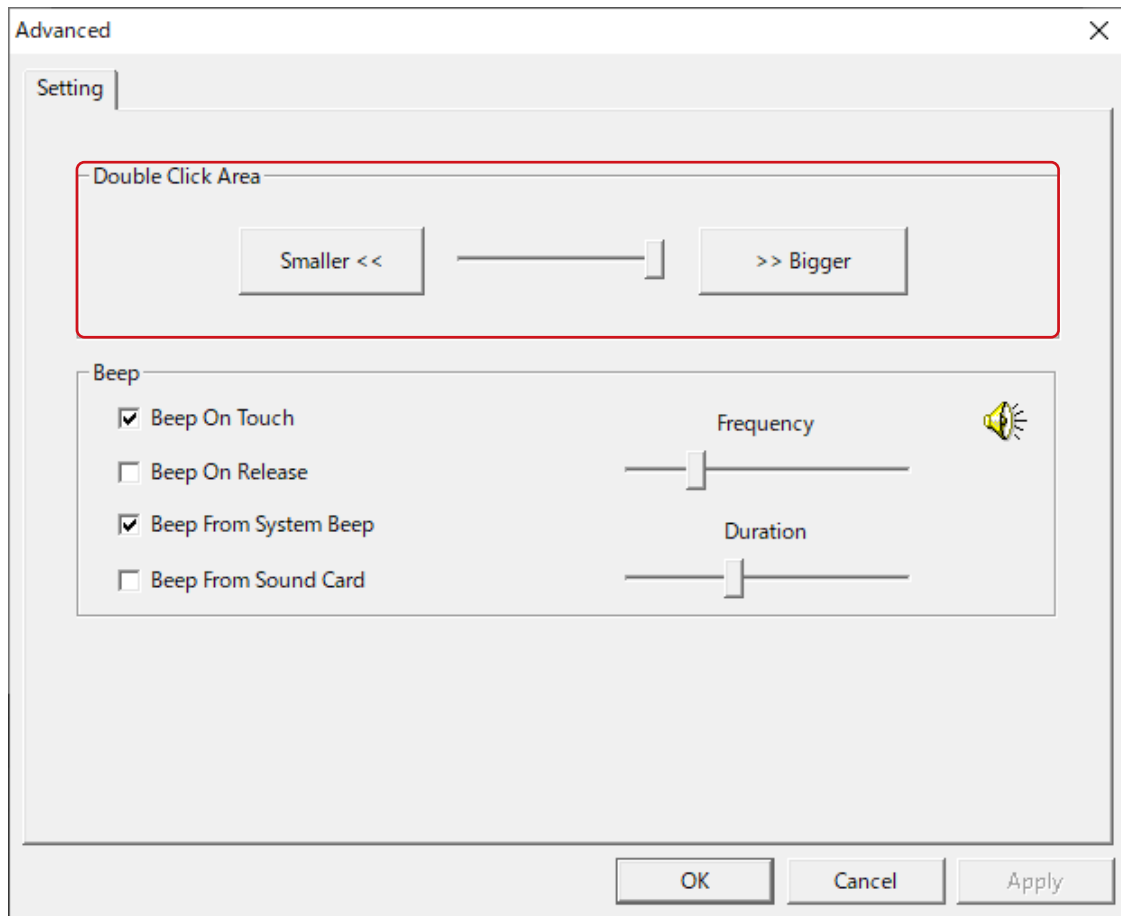 Advanced
Setting
Double Click Area
Smaller <<
>> Bigger
Beep
Beep On Touch
Frequency
Beep On Release
Beep From System Beep
Duration
Beep From Sound Card
OK
Cancel
Apply